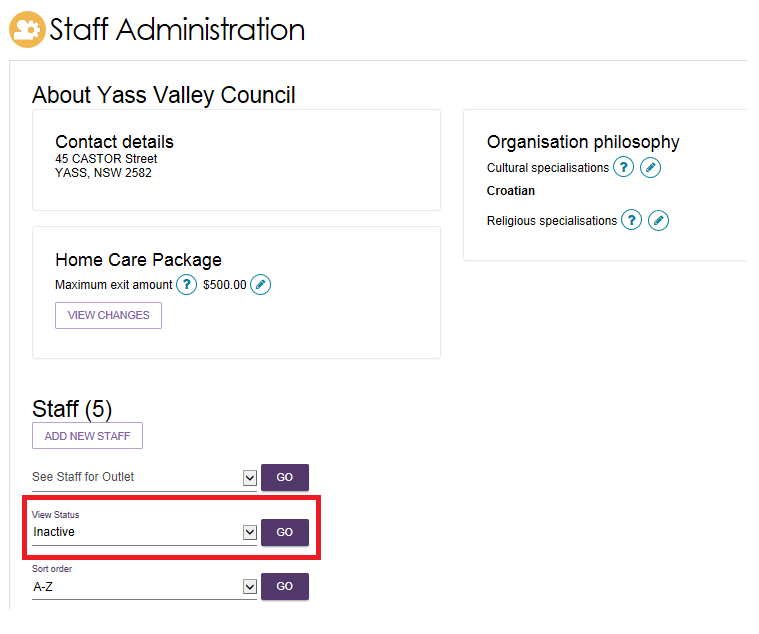 Staff Administration
About Yass Valley Council
Contact details
45 CASTOR Street
YASS, NSW 2582
Organisation philosophy
Cultural specialisations ?
Croatian
Religious specialisations ?
Home Care Package
Maximum exit amount ? $500.00
VIEW CHANGES
Staff (5)
ADD NEW STAFF
See Staff for Outlet GO
View Status
Inactive GO
Sort order
A-Z GO